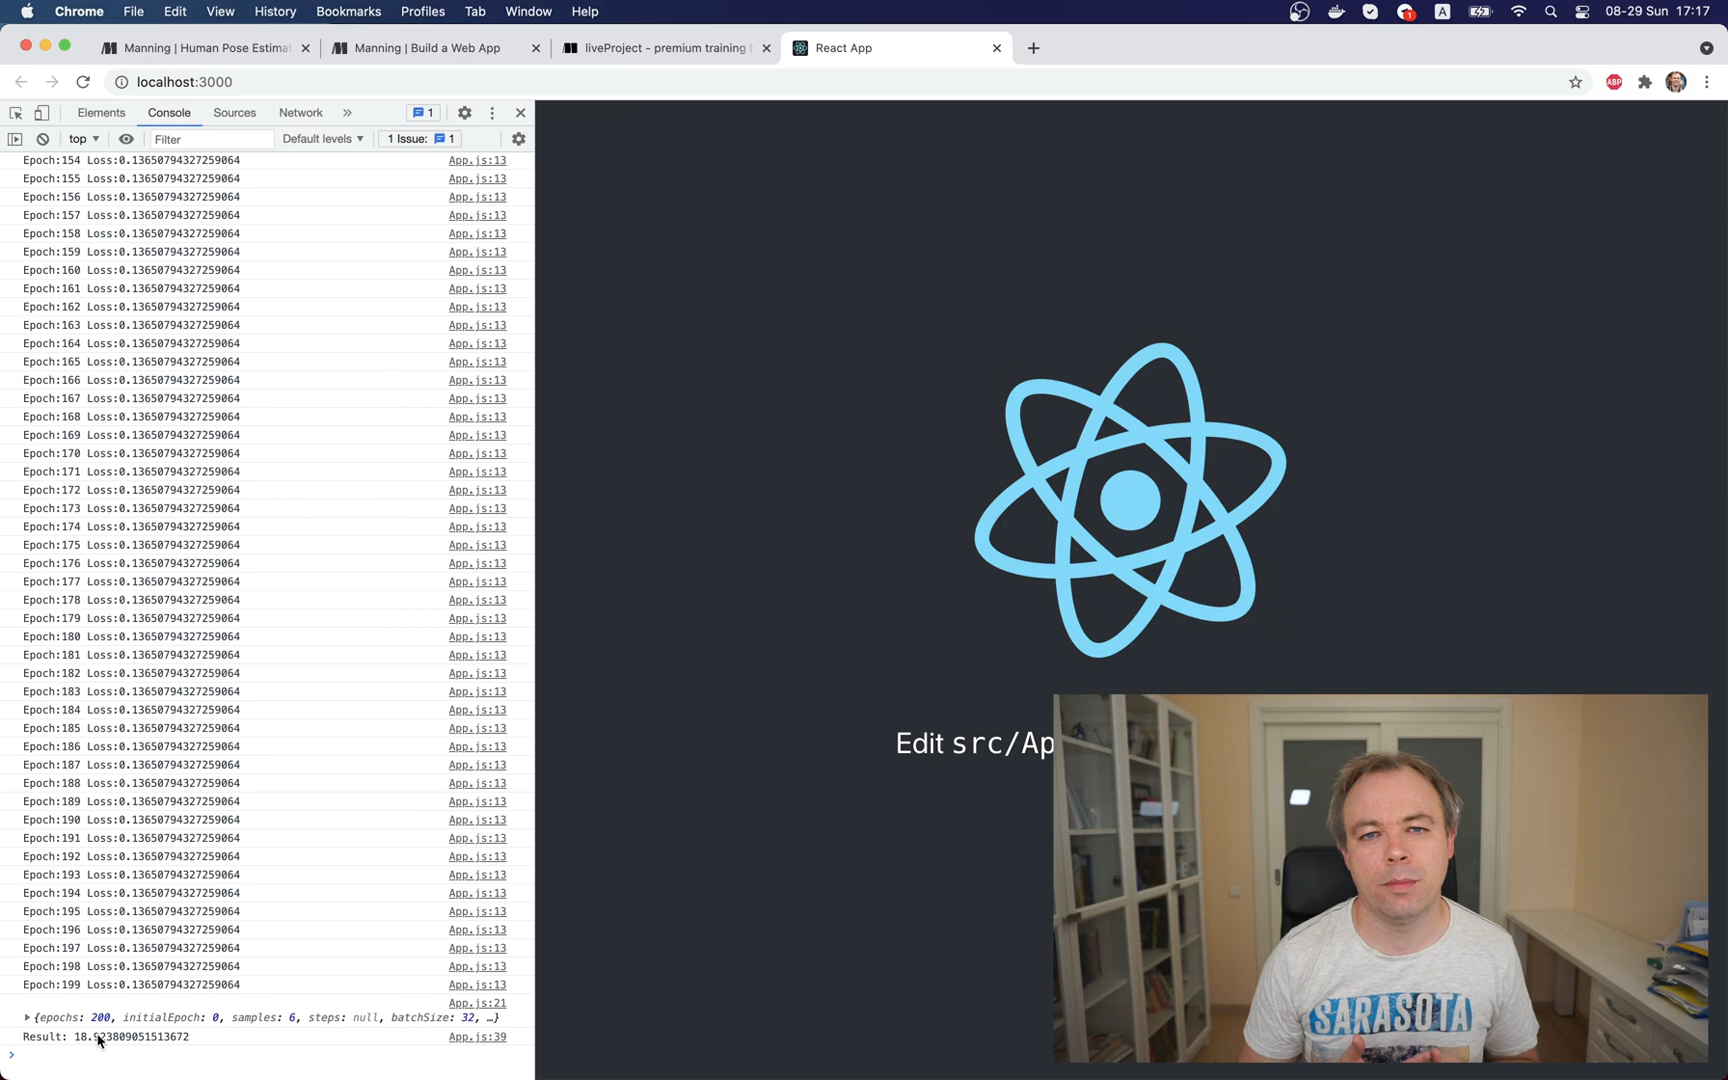 Chrome File Edit View History Bookmarks Profiles Tab Window Help 1 A 08-29 Sun 17:17
Manning | Human Pose Estimat Manning | Build a Web App liveProject - premium training React App
localhost:3000 ABP
Elements Console Sources Network 1
top Filter Default levels 1 Issue: 1
Epoch:154 Loss:0.13650794327259064 App.js:13
Epoch:155 Loss:0.13650794327259064 App.js:13
Epoch:156 Loss:0.13650794327259064 App.js:13
Epoch:157 Loss:0.13650794327259064 App.js:13
Epoch:158 Loss:0.13650794327259064 App.js:13
Epoch:159 Loss:0.13650794327259064 App.js:13
Epoch:160 Loss:0.13650794327259064 App.js:13
Epoch:161 Loss:0.13650794327259064 App.js:13
Epoch:162 Loss:0.13650794327259064 App.js:13
Epoch:163 Loss:0.13650794327259064 App.js:13
Epoch:164 Loss:0.13650794327259064 App.js:13
Epoch:165 Loss:0.13650794327259064 App.js:13
Epoch:166 Loss:0.13650794327259064 App.js:13
Epoch:167 Loss:0.13650794327259064 App.js:13
Epoch:168 Loss:0.13650794327259064 App.js:13
Epoch:169 Loss:0.13650794327259064 App.js:13
Epoch:170 Loss:0.13650794327259064 App.js:13
Epoch:171 Loss:0.13650794327259064 App.js:13
Epoch:172 Loss:0.13650794327259064 App.js:13
Epoch:173 Loss:0.13650794327259064 App.js:13
Epoch:174 Loss:0.13650794327259064 App.js:13
Epoch:175 Loss:0.13650794327259064 App.js:13
Epoch:176 Loss:0.13650794327259064 App.js:13
Epoch:177 Loss:0.13650794327259064 App.js:13
Epoch:178 Loss:0.13650794327259064 App.js:13
Epoch:179 Loss:0.13650794327259064 App.js:13
Epoch:180 Loss:0.13650794327259064 App.js:13
Epoch:181 Loss:0.13650794327259064 App.js:13
Epoch:182 Loss:0.13650794327259064 App.js:13
Epoch:183 Loss:0.13650794327259064 App.js:13
Epoch:184 Loss:0.13650794327259064 App.js:13
Epoch:185 Loss:0.13650794327259064 App.js:13
Epoch:186 Loss:0.13650794327259064 App.js:13
Epoch:187 Loss:0.13650794327259064 App.js:13
Epoch:188 Loss:0.13650794327259064 App.js:13
Epoch:189 Loss:0.13650794327259064 App.js:13
Epoch:190 Loss:0.13650794327259064 App.js:13
Epoch:191 Loss:0.13650794327259064 App.js:13
Epoch:192 Loss:0.13650794327259064 App.js:13
Epoch:193 Loss:0.13650794327259064 App.js:13
Epoch:194 Loss:0.13650794327259064 App.js:13
Epoch:195 Loss:0.13650794327259064 App.js:13
Epoch:196 Loss:0.13650794327259064 App.js:13
Epoch:197 Loss:0.13650794327259064 App.js:13
Epoch:198 Loss:0.13650794327259064 App.js:13
Epoch:199 Loss:0.13650794327259064 App.js:13
App.js:21
{epochs: 200, initialEpoch: 0, samples: 6, steps: null, batchSize: 32, …}
Result: App.js:39
Edit src/Ap
SARASOTA